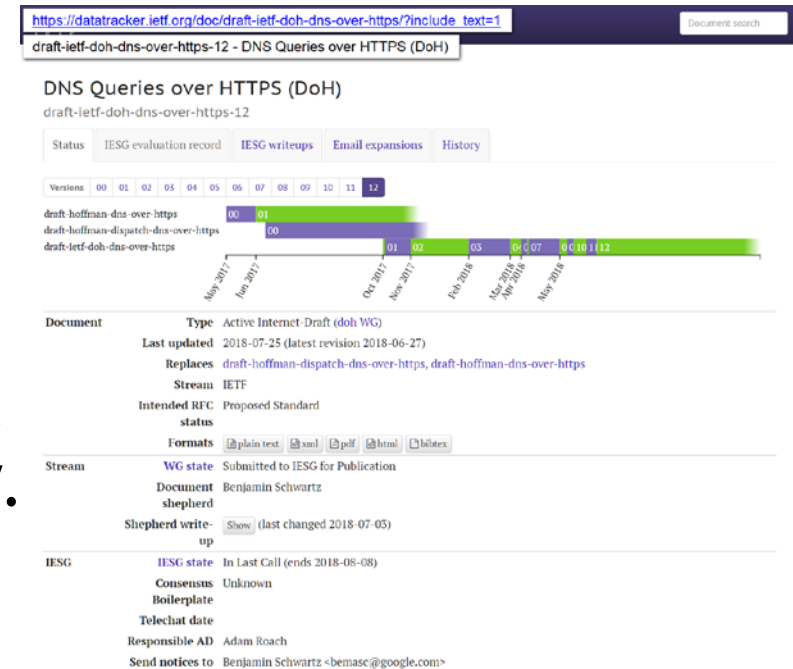 https://datatracker.ietf.org/doc/draft-ietf-doh-dns-over-https/?include_text=1
Document search
draft-ietf-doh-dns-over-https-12 - DNS Queries over HTTPS (DoH)
DNS Queries over HTTPS (DoH)
draft-ietf-doh-dns-over-https-12
Status IESG evaluation record IESG writeups Email expansions History
Versions 00 01 02 03 04 05 06 07 08 09 10 11 12
draft-hoffman-dns-over-https 00 01
draft-hoffman-dispatch-dns-over-https 00
draft-ietf-doh-dns-over-https 01 02 03 07 10 12
May 2017 Jun 2017 Oct 2017 Nov 2017 Feb 2018 Mar 2018 Apr 2018 May 2018
Document Type Active Internet-Draft (doh WG)
Last updated 2018-07-25 (latest revision 2018-06-27)
Replaces draft-hoffman-dispatch-dns-over-https, draft-hoffman-dns-over-https
Stream IETF
Intended RFC Proposed Standard
status
Formats plain text xml pdf html bibtex
Stream WG state Submitted to IESG for Publication
Document Benjamin Schwartz
shepherd
Shepherd write- Show (last changed 2018-07-03)
up
IESG IESG state In Last Call (ends 2018-08-08)
Consensus Unknown
Boilerplate
Telechat date
Responsible AD Adam Roach
Send notices to Benjamin Schwartz <bemasc@google.com>